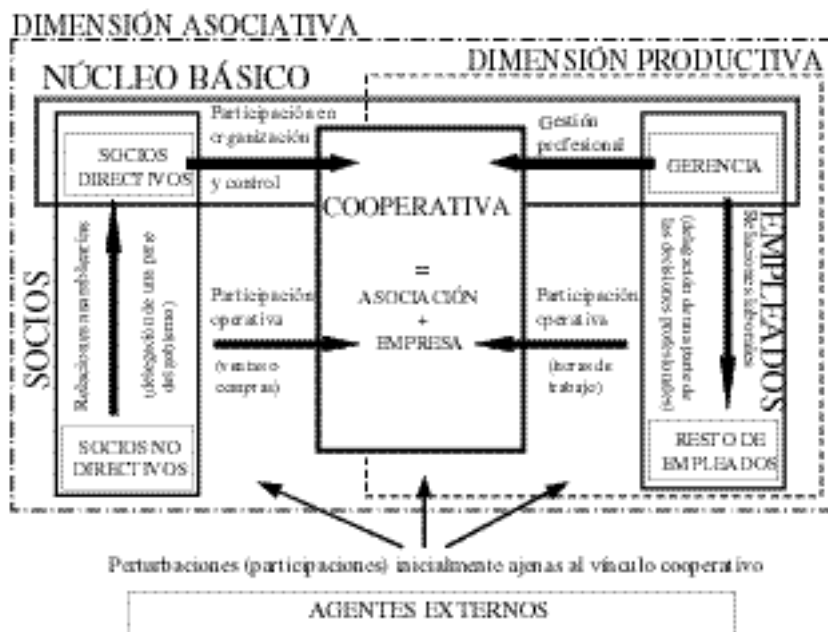 DIMENSIÓN ASOCIATIVA
DIMENSIÓN PRODUCTIVA
NÚCLEO BÁSICO
Participación en
organización
y control
Gestión
profesional
SOCIOS
DIRECTIVOS
GERENCIA
COOPERATIVA
=
ASOCIACIÓN
+
EMPRESA
SOCIOS
Relaciones
(delegación de una parte
del gobierno)
Participación
operativa
(ventas o
compras)
Participación
operativa
(horas de
trabajo)
EMPLEADOS
Relaciones laborales
(delegación de una parte de
las decisiones profesionales)
SOCIOS NO
DIRECTIVOS
RESTO DE
EMPLEADOS
Perturbaciones (participaciones) inicialmente ajenas al vínculo cooperativo
AGENTES EXTERNOS